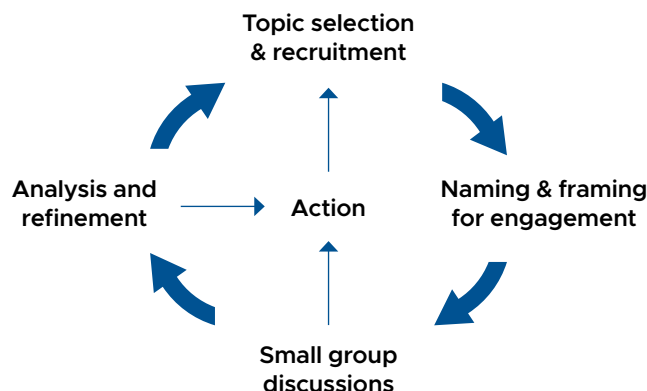 Topic selection
& recruitment
Analysis and
refinement
Action
Naming & framing
for engagement
Small group
discussions